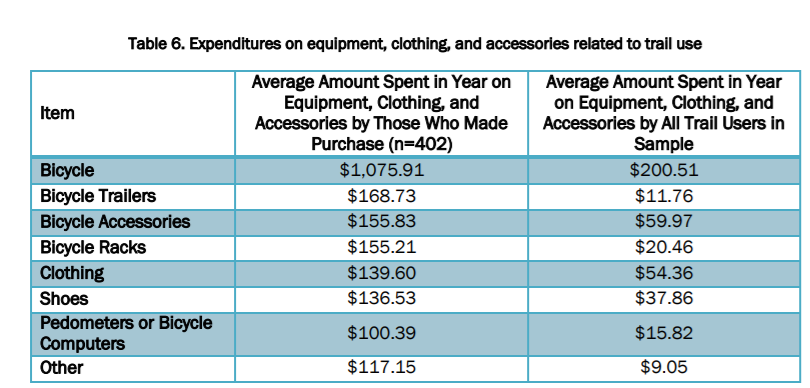 Table 6. Expenditures on equipment, clothing, and accessories related to trail use
Item
Average Amount Spent in Year on
Equipment, Clothing, and
Accessories by Those Who Made
Purchase (n=402)
Average Amount Spent in Year
on Equipment, Clothing, and
Accessories by All Trail Users in
Sample
Bicycle $1,075.91 $200.51
Bicycle Trailers $168.73 $11.76
Bicycle Accessories $155.83 $59.97
Bicycle Racks $155.21 $20.46
Clothing $139.60 $54.36
Shoes $136.53 $37.86
Pedometers or Bicycle
Computers $100.39 $15.82
Other $117.15 $9.05